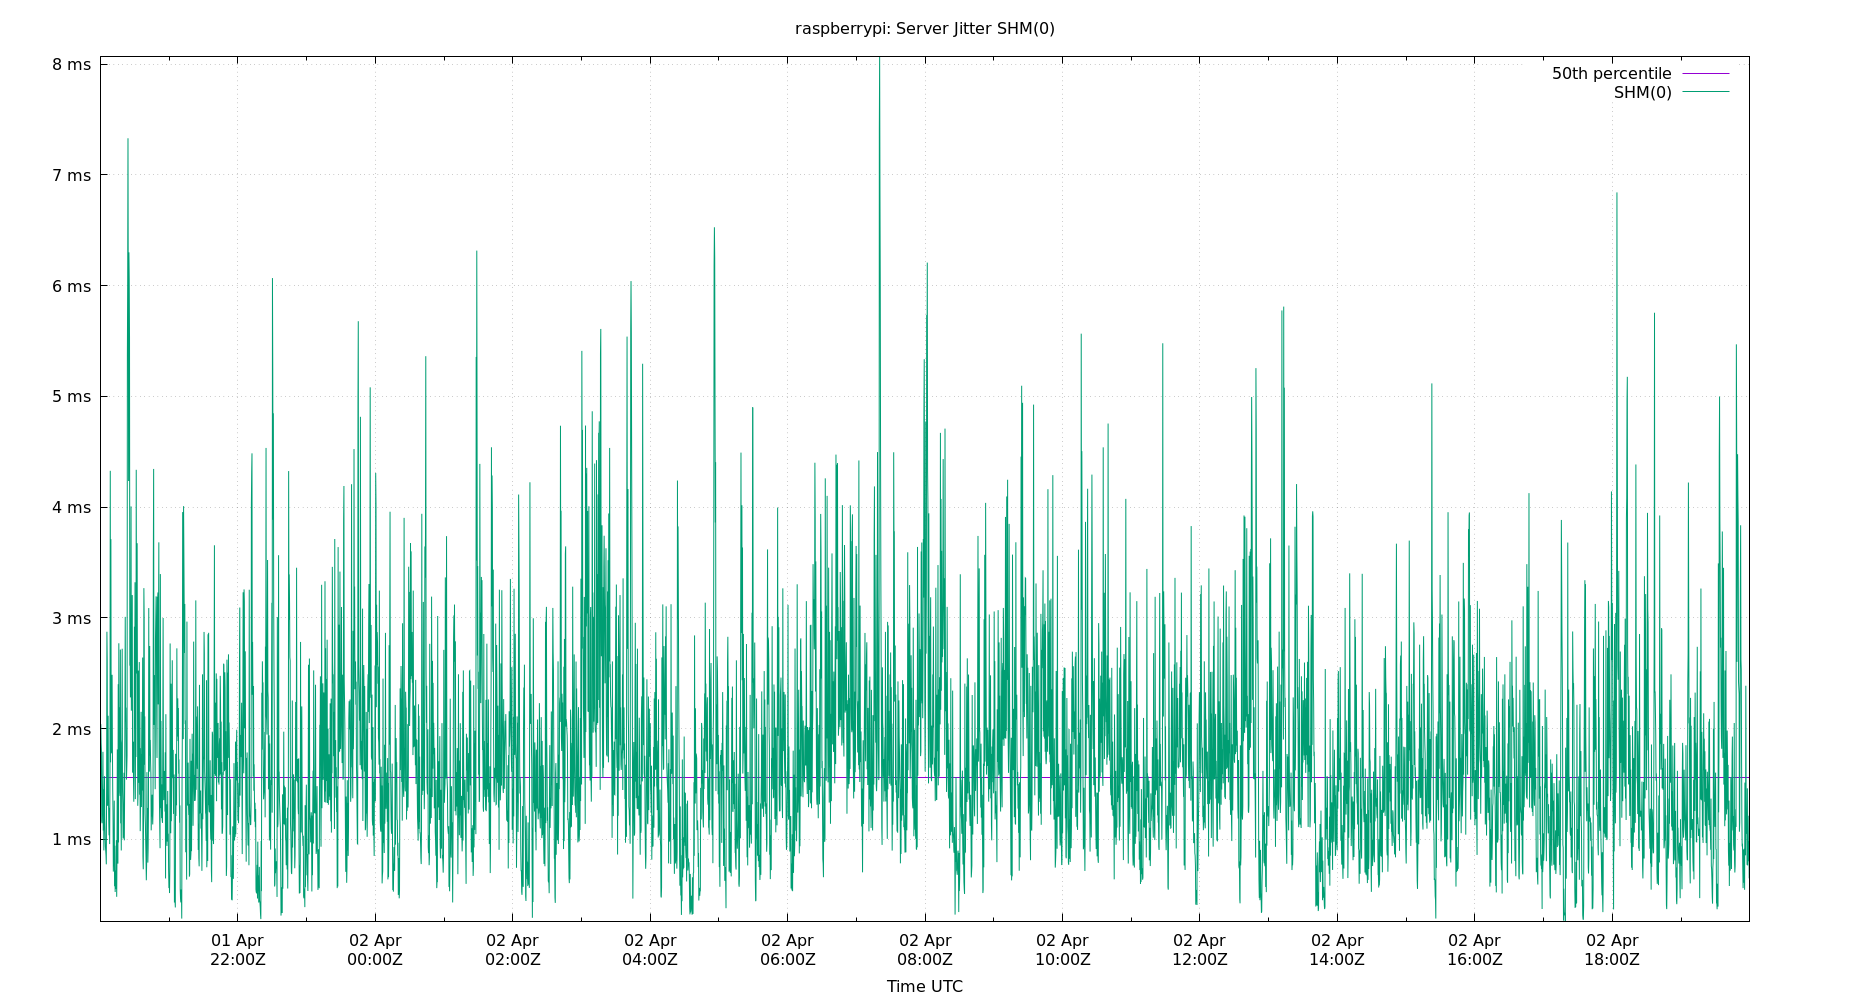 raspberrypi: Server Jitter SHM(0)
8 ms
7 ms
6 ms
5 ms
4 ms
3 ms
2 ms
1 ms
50th percentile
SHM(0)
01 Apr 02 Apr 02 Apr 02 Apr 02 Apr 02 Apr 02 Apr 02 Apr 02 Apr 02 Apr 02 Apr
22:00Z 00:00Z 02:00Z 04:00Z 06:00Z 08:00Z 10:00Z 12:00Z 14:00Z 16:00Z 18:00Z
Time UTC